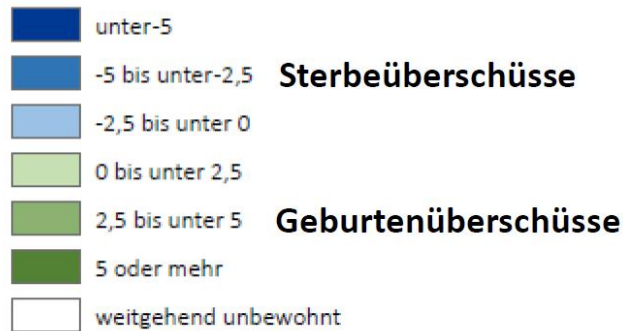 unter-5
-5 bis unter-2,5 Sterbeüberschüsse
-2,5 bis unter 0
0 bis unter 2,5
2,5 bis unter 5 Geburtenüberschüsse
5 oder mehr
weitgehend unbewohnt